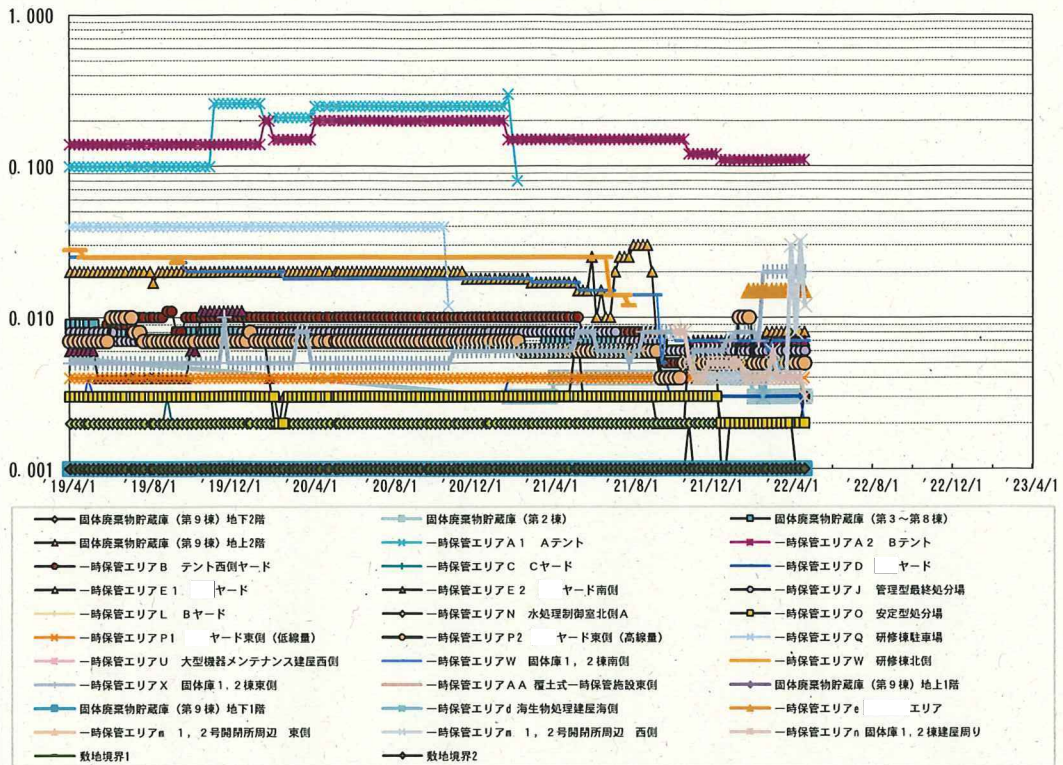 1.000
0.100
0.010
0.001
'19/4/1 '19/8/1 '19/12/1 '20/4/1 '20/8/1 '20/12/1 '21/4/1 '21/8/1 '21/12/1 '22/4/1 '22/8/1 '22/12/1 '23/4/1
固体廃棄物貯蔵庫(第9棟)地下2階 固体廃棄物貯蔵庫(第2棟) 固体廃棄物貯蔵庫(第3~第8棟)
固体廃棄物貯蔵庫(第9棟)地上2階 一時保管エリアA1 Aテント 一時保管エリアA2 Bテント
一時保管エリアB テント西側ヤード 一時保管エリアC Cヤード 一時保管エリアD ヤード
一時保管エリアE1 ヤード 一時保管エリアE2 ヤード南側 一時保管エリアJ 管理型最終処分場
一時保管エリアL Bヤード 一時保管エリアN 水処理制御室北側A 一時保管エリアO 安定型処分場
一時保管エリアP1 ヤード東側(低線量) 一時保管エリアP2 ヤード東側(高線量) 一時保管エリアQ 研修棟駐車場
一時保管エリアU 大型機器メンテナンス建屋西側 一時保管エリアW 固体庫1,2棟南側 一時保管エリアW 研修棟北側
一時保管エリアX 固体庫1,2棟東側 一時保管エリアAA 覆土式一時保管施設東側 固体廃棄物貯蔵庫(第9棟)地上1階
固体廃棄物貯蔵庫(第9棟)地下1階 一時保管エリアd 海生物処理建屋海側 一時保管エリアe エリア
一時保管エリアm 1,2号開閉所周辺 東側 一時保管エリアm 1,2号開閉所周辺 西側 一時保管エリアn 固体庫1,2棟建屋周り
敷地境界1 敷地境界2